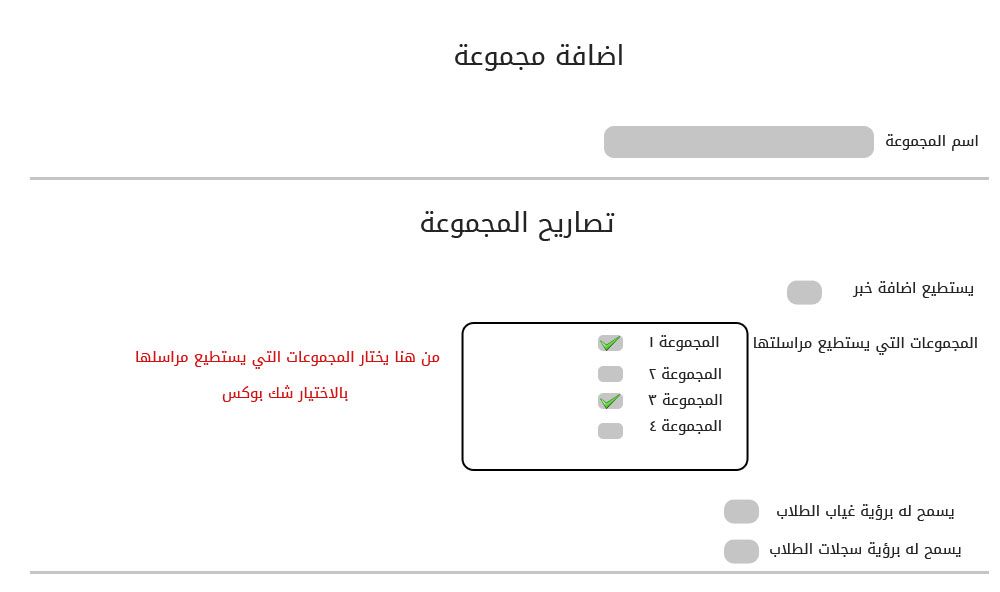 اضافة مجموعة
اسم المجموعة
تصاريح المجموعة
يستطيع اضافة خبر
المجموعات التي يستطيع مراسلتها
المجموعة ١
المجموعة ٢
المجموعة ٣
المجموعة ٤
من هنا يختار المجموعات التي يستطيع مراسلها
بالاختيار شك بوكس
يسمح له برؤية غياب الطلاب
يسمح له برؤية سجلات الطلاب